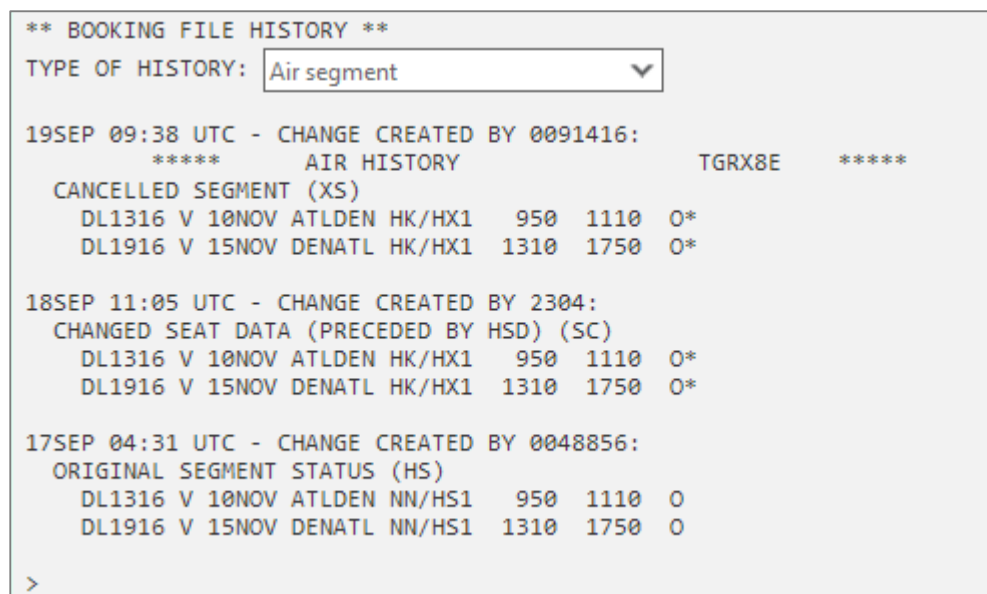 ** BOOKING FILE HISTORY **
TYPE OF HISTORY: Air segment
19SEP 09:38 UTC - CHANGE CREATED BY 0091416:
***** AIR HISTORY TGRX8E *****
CANCELLED SEGMENT (XS)
DL1316 V 10NOV ATLDEN HK/HX1 950 1110 O*
DL1916 V 15NOV DENATL HK/HX1 1310 1750 O*
18SEP 11:05 UTC - CHANGE CREATED BY 2304:
CHANGED SEAT DATA (PRECEDED BY HSD) (SC)
DL1316 V 10NOV ATLDEN HK/HX1 950 1110 O*
DL1916 V 15NOV DENATL HK/HX1 1310 1750 O*
17SEP 04:31 UTC - CHANGE CREATED BY 0048856:
ORIGINAL SEGMENT STATUS (HS)
DL1316 V 10NOV ATLDEN NN/HS1 950 1110 O
DL1916 V 15NOV DENATL NN/HS1 1310 1750 O
>